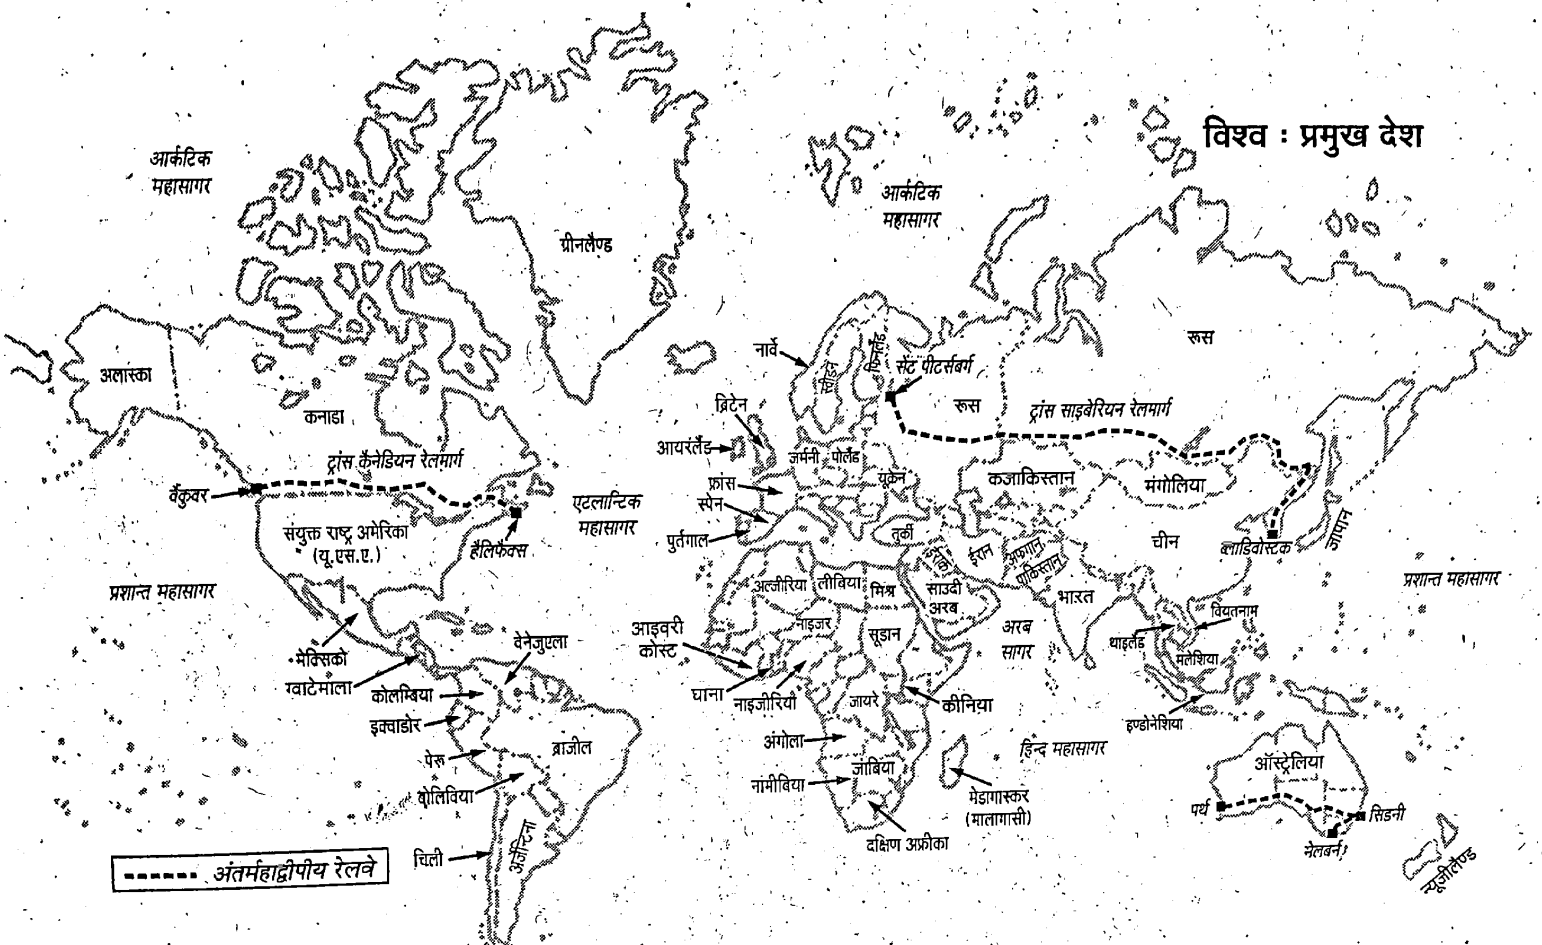 विश्व : प्रमुख देश
आर्कटिक
महासागर
आर्कटिक
महासागर
ग्रीनलैण्ड
अलास्का
कनाडा
ट्रांस कैनेडियन रेलमार्ग
वैंकुवर
हैलिफैक्स
संयुक्त राष्ट्र अमेरिका
(यू.एस.ए.)
एटलान्टिक
महासागर
प्रशान्त महासागर
मेक्सिको
ग्वाटेमाला
वेनेजुएला
कोलम्बिया
इक्वाडोर
पेरू
ब्राजील
बोलिविया
चिली
अर्जेन्टिना
नार्वे
स्वीडन
फिनलैंड
सेंट पीटर्सबर्ग
रूस
रूस
ट्रांस साइबेरियन रेलमार्ग
ब्रिटेन
आयरलैंड
जर्मनी
पोलैंड
यूक्रेन
फ्रांस
स्पेन
पुर्तगाल
तुर्की
कजाकिस्तान
मंगोलिया
चीन
जापान
ब्लाडिवोस्टक
प्रशान्त महासागर
ईरान
अफगान
पाकिस्तान
भारत
साउदी
अरब
अरब
सागर
अल्जीरिया
लीबिया
मिश्र
नाइजर
सूडान
आइवरी
कोस्ट
घाना
नाइजीरिया
जायरे
कीनिया
अंगोला
जांबिया
नामीबिया
दक्षिण अफ्रीका
मेडागास्कर
(मालागासी)
हिन्द महासागर
वियतनाम
थाइलैंड
मलेशिया
इण्डोनेशिया
ऑस्ट्रेलिया
पर्थ
सिडनी
मेलबर्न
न्यूजीलैण्ड
अंतर्महाद्वीपीय रेलवे